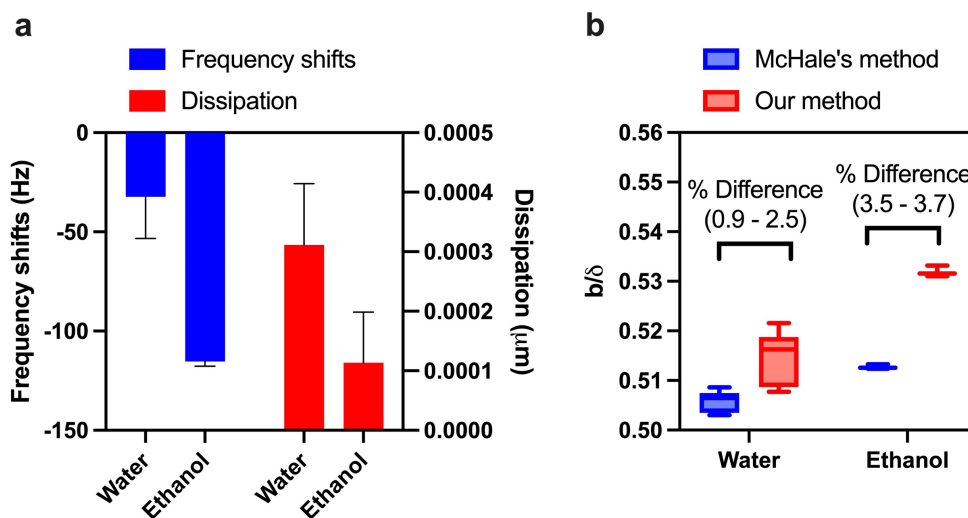 a
Frequency shifts
Dissipation
Frequency shifts (Hz)
0
-50
-100
-150
0.0005
0.0004
0.0003
0.0002
0.0001
0.0000
Dissipation (μm)
Water
Ethanol
Water
Ethanol
b
McHale's method
Our method
b/δ
0.56
0.55
0.54
0.53
0.52
0.51
0.50
% Difference
(0.9 - 2.5)
% Difference
(3.5 - 3.7)
Water
Ethanol